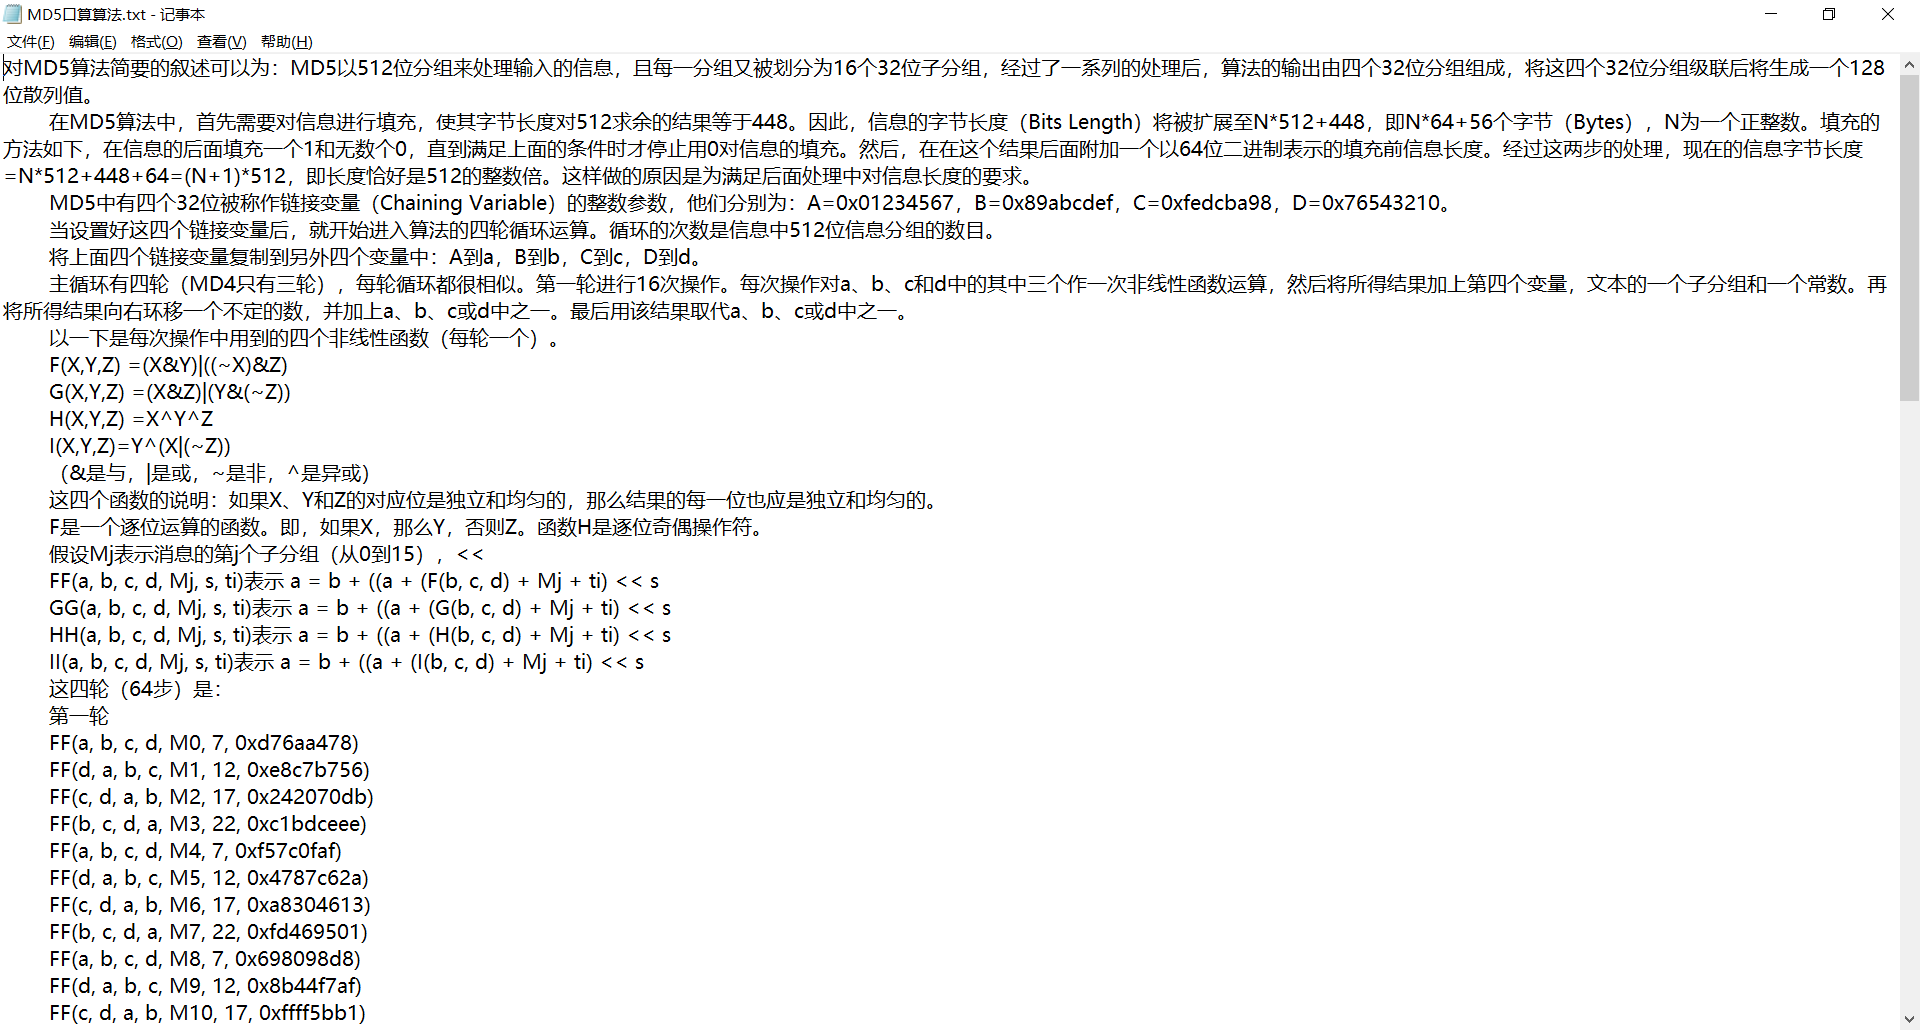 MD5口算算法.txt - 记事本
文件(F) 编辑(E) 格式(O) 查看(V) 帮助(H)
对MD5算法简要的叙述可以为：MD5以512位分组来处理输入的信息，且每一分组又被划分为16个32位子分组，经过了一系列的处理后，算法的输出由四个32位分组组成，将这四个32位分组级联后将生成一个128
位散列值。
在MD5算法中，首先需要对信息进行填充，使其字节长度对512求余的结果等于448。因此，信息的字节长度（Bits Length）将被扩展至N*512+448，即N*64+56个字节（Bytes），N为一个正整数。填充的
方法如下，在信息的后面填充一个1和无数个0，直到满足上面的条件时才停止用0对信息的填充。然后，在在这个结果后面附加一个以64位二进制表示的填充前信息长度。经过这两步的处理，现在的信息字节长度
=N*512+448+64=(N+1)*512，即长度恰好是512的整数倍。这样做的原因是为满足后面处理中对信息长度的要求。
MD5中有四个32位被称作链接变量（Chaining Variable）的整数参数，他们分别为：A=0x01234567，B=0x89abcdef，C=0xfedcba98，D=0x76543210。
当设置好这四个链接变量后，就开始进入算法的四轮循环运算。循环的次数是信息中512位信息分组的数目。
将上面四个链接变量复制到另外四个变量中：A到a，B到b，C到c，D到d。
主循环有四轮（MD4只有三轮），每轮循环都很相似。第一轮进行16次操作。每次操作对a、b、c和d中的其中三个作一次非线性函数运算，然后将所得结果加上第四个变量，文本的一个子分组和一个常数。再
将所得结果向右环移一个不定的数，并加上a、b、c或d中之一。最后用该结果取代a、b、c或d中之一。
以一下是每次操作中用到的四个非线性函数（每轮一个）。
F(X,Y,Z) =(X&Y)|((~X)&Z)
G(X,Y,Z) =(X&Z)|(Y&(~Z))
H(X,Y,Z) =X^Y^Z
I(X,Y,Z)=Y^(X|(~Z))
（&是与，|是或，~是非，^是异或）
这四个函数的说明：如果X、Y和Z的对应位是独立和均匀的，那么结果的每一位也应是独立和均匀的。
F是一个逐位运算的函数。即，如果X，那么Y，否则Z。函数H是逐位奇偶操作符。
假设Mj表示消息的第j个子分组（从0到15），<<
FF(a, b, c, d, Mj, s, ti)表示 a = b + ((a + (F(b, c, d) + Mj + ti) << s
GG(a, b, c, d, Mj, s, ti)表示 a = b + ((a + (G(b, c, d) + Mj + ti) << s
HH(a, b, c, d, Mj, s, ti)表示 a = b + ((a + (H(b, c, d) + Mj + ti) << s
II(a, b, c, d, Mj, s, ti)表示 a = b + ((a + (I(b, c, d) + Mj + ti) << s
这四轮（64步）是：
第一轮
FF(a, b, c, d, M0, 7, 0xd76aa478)
FF(d, a, b, c, M1, 12, 0xe8c7b756)
FF(c, d, a, b, M2, 17, 0x242070db)
FF(b, c, d, a, M3, 22, 0xc1bdceee)
FF(a, b, c, d, M4, 7, 0xf57c0faf)
FF(d, a, b, c, M5, 12, 0x4787c62a)
FF(c, d, a, b, M6, 17, 0xa8304613)
FF(b, c, d, a, M7, 22, 0xfd469501)
FF(a, b, c, d, M8, 7, 0x698098d8)
FF(d, a, b, c, M9, 12, 0x8b44f7af)
FF(c, d, a, b, M10, 17, 0xffff5bb1)